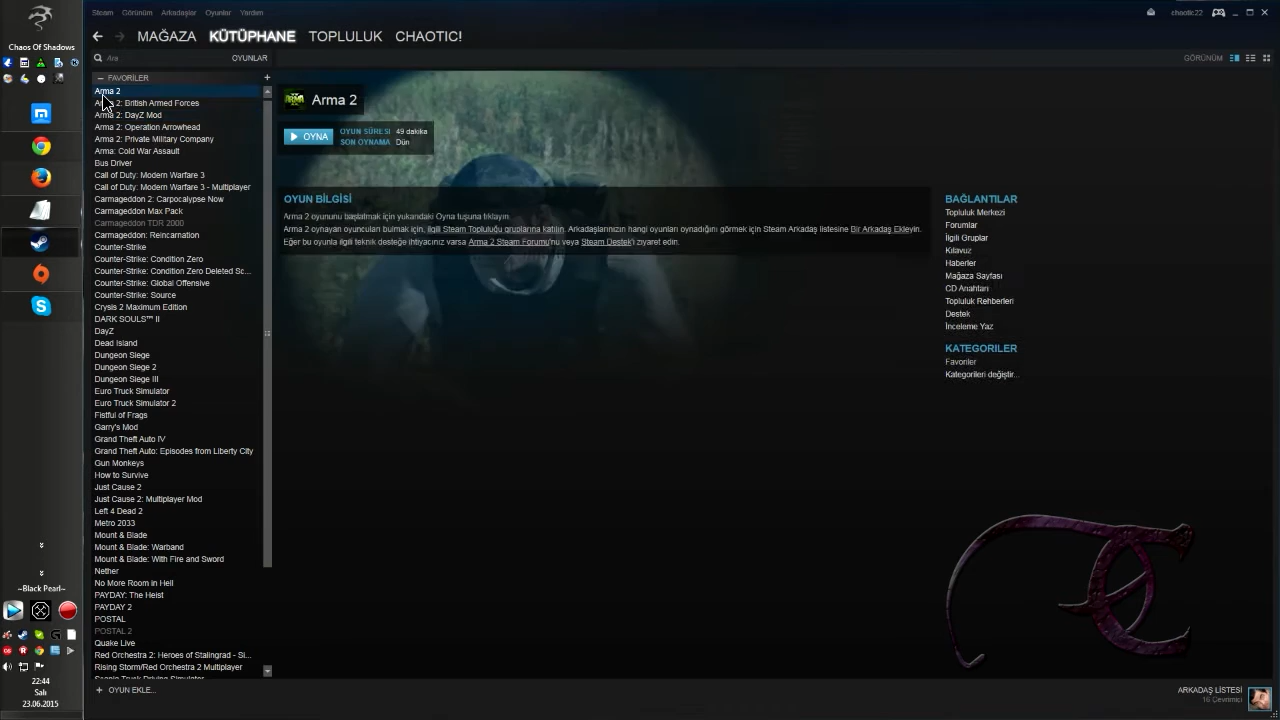 Steam Görünüm Arkadaşlar Oyunlar Yardım
chaotic22
MAĞAZA KÜTÜPHANE TOPLULUK CHAOTIC!
Ara
OYUNLAR
GÖRÜNÜM
Chaos Of Shadows
FAVORİLER
Arma 2
Arma 2: British Armed Forces
Arma 2: DayZ Mod
Arma 2: Operation Arrowhead
Arma 2: Private Military Company
Arma: Cold War Assault
Bus Driver
Call of Duty: Modern Warfare 3
Call of Duty: Modern Warfare 3 - Multiplayer
Carmageddon 2: Carpocalypse Now
Carmageddon Max Pack
Carmageddon TDR 2000
Carmageddon: Reincarnation
Counter-Strike
Counter-Strike: Condition Zero
Counter-Strike: Condition Zero Deleted Sc...
Counter-Strike: Global Offensive
Counter-Strike: Source
Crysis 2 Maximum Edition
DARK SOULS™ II
DayZ
Dead Island
Dungeon Siege
Dungeon Siege 2
Dungeon Siege III
Euro Truck Simulator
Euro Truck Simulator 2
Fistful of Frags
Garry's Mod
Grand Theft Auto IV
Grand Theft Auto: Episodes from Liberty City
Gun Monkeys
How to Survive
Just Cause 2
Just Cause 2: Multiplayer Mod
Left 4 Dead 2
Metro 2033
Mount & Blade
Mount & Blade: Warband
Mount & Blade: With Fire and Sword
Nether
No More Room in Hell
PAYDAY: The Heist
PAYDAY 2
POSTAL
POSTAL 2
Quake Live
Red Orchestra 2: Heroes of Stalingrad - Si...
Rising Storm/Red Orchestra 2 Multiplayer
OYUN EKLE...
Arma 2
OYNA
OYUN SÜRESİ 49 dakika
SON OYNAMA Dün
OYUN BİLGİSİ
Arma 2 oyununu başlatmak için yukarıdaki Oyna tuşuna tıklayın
Arma 2 oynayan oyuncuları bulmak için, ilgili Steam Topluluğu gruplarına katılın. Arkadaşlarınızın hangi oyunları oynadığını görmek için Steam Arkadaş listesine Bir Arkadaş Ekleyin.
Eğer bu oyunla ilgili teknik desteğe ihtiyacınız varsa Arma 2 Steam Forumu'nu veya Steam Destek'i ziyaret edin.
BAĞLANTILAR
Topluluk Merkezi
Forumlar
İlgili Gruplar
Kılavuz
Haberler
Mağaza Sayfası
CD Anahtarı
Topluluk Rehberleri
Destek
İnceleme Yaz
KATEGORILER
Favoriler
Kategorileri değiştir...
~Black Pearl~
22:44
Salı
23.06.2015
ARKADAŞ LİSTESİ
16 Çevrimiçi